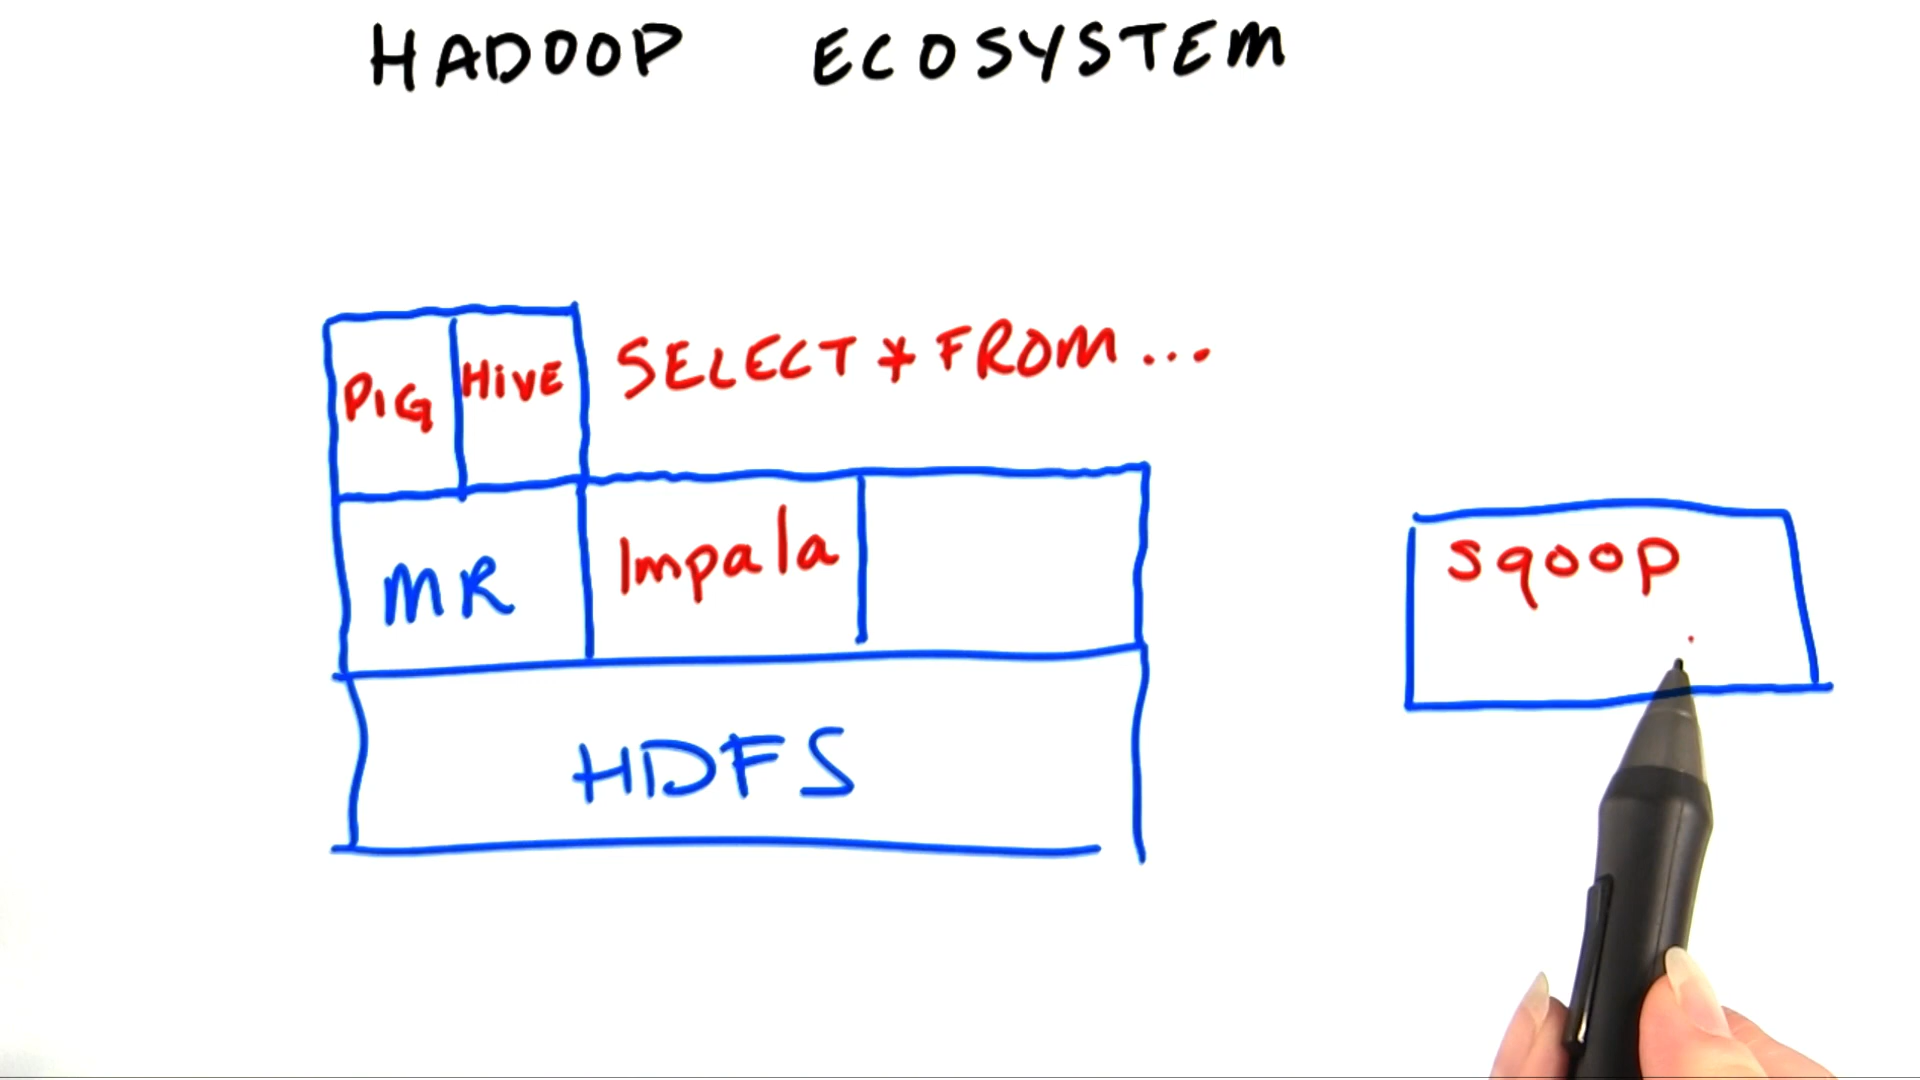 HADOOP ECOSYSTEM
PIG HiVE SELECT * FROM...
MR Impala
sqoop
HDFS